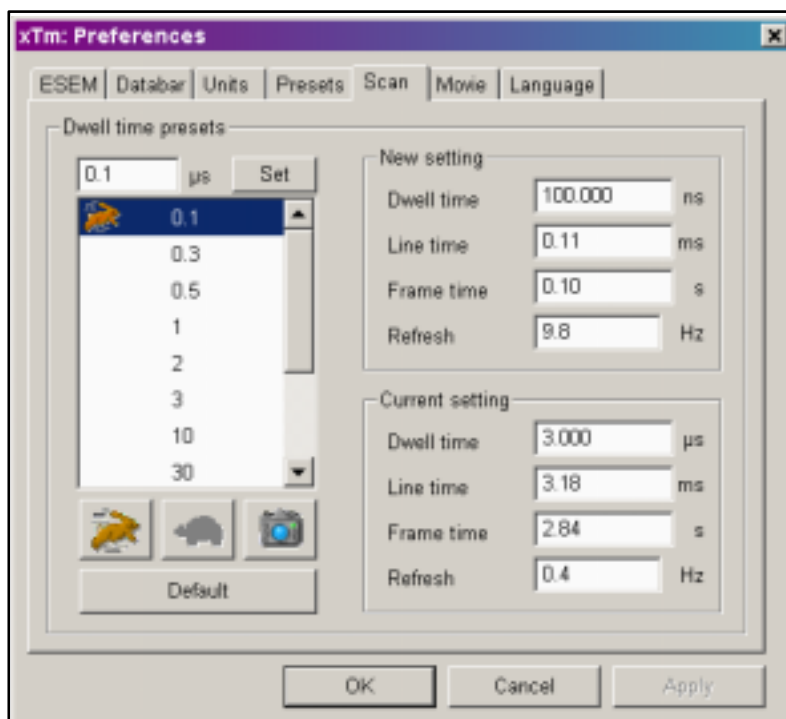 xTm: Preferences
ESEM Databar Units Presets Scan Movie Language
Dwell time presets
0.1 µs Set
0.1
0.3
0.5
1
2
3
10
30
Default
New setting
Dwell time 100.000 ns
Line time 0.11 ms
Frame time 0.10 s
Refresh 9.8 Hz
Current setting
Dwell time 3.000 µs
Line time 3.18 ms
Frame time 2.84 s
Refresh 0.4 Hz
OK Cancel Apply